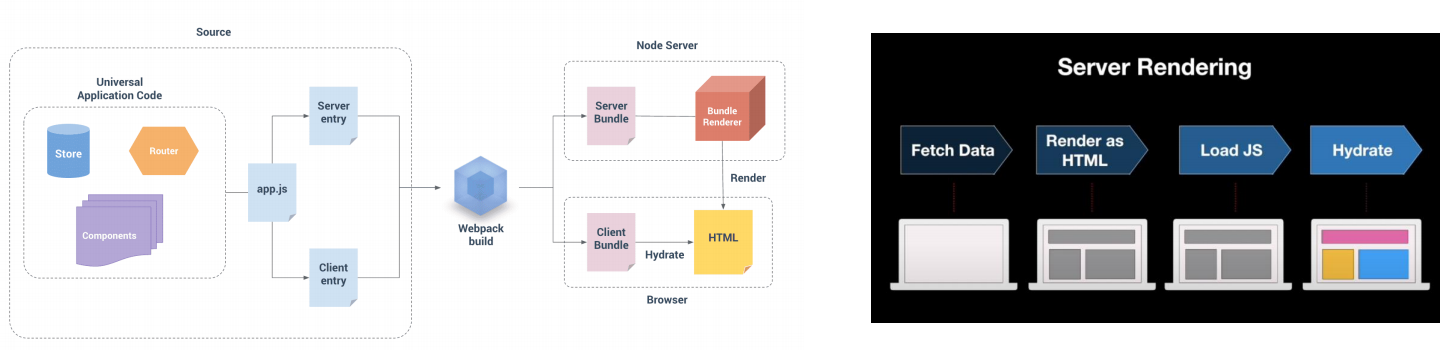 Source
Universal
Application Code
Store
Router
Components
app.js
Server
entry
Client
entry
Webpack
build
Node Server
Server
Bundle
Bundle
Renderer
Render
Client
Bundle
Hydrate
HTML
Browser
Server Rendering
Fetch Data
Render as
HTML
Load JS
Hydrate